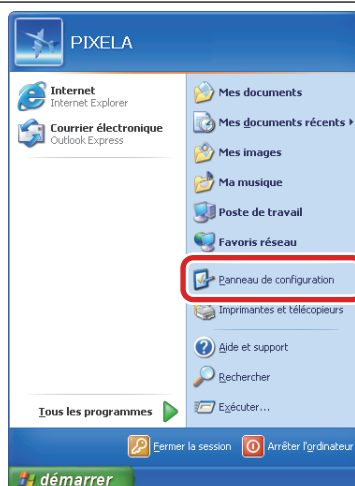 PIXELA
Internet
Internet Explorer
Courrier électronique
Outlook Express
Tous les programmes
Mes documents
Mes documents récents
Mes images
Ma musique
Poste de travail
Favoris réseau
Panneau de configuration
Imprimantes et télécopieurs
Aide et support
Rechercher
Exécuter...
Fermer la session
Arrêter l'ordinateur
démarrer